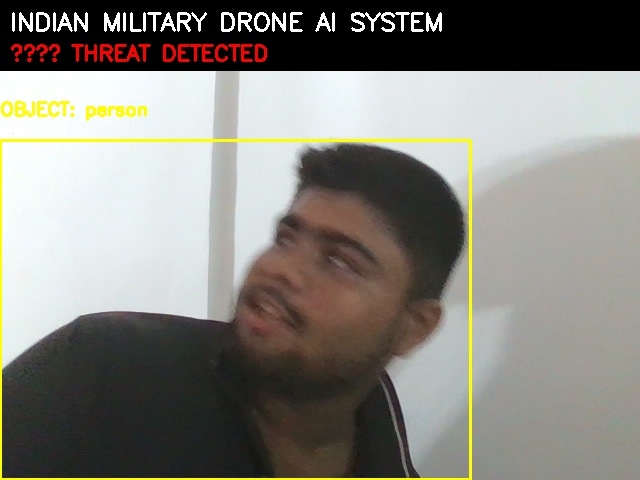 INDIAN MILITARY DRONE AI SYSTEM
???? THREAT DETECTED
OBJECT: person